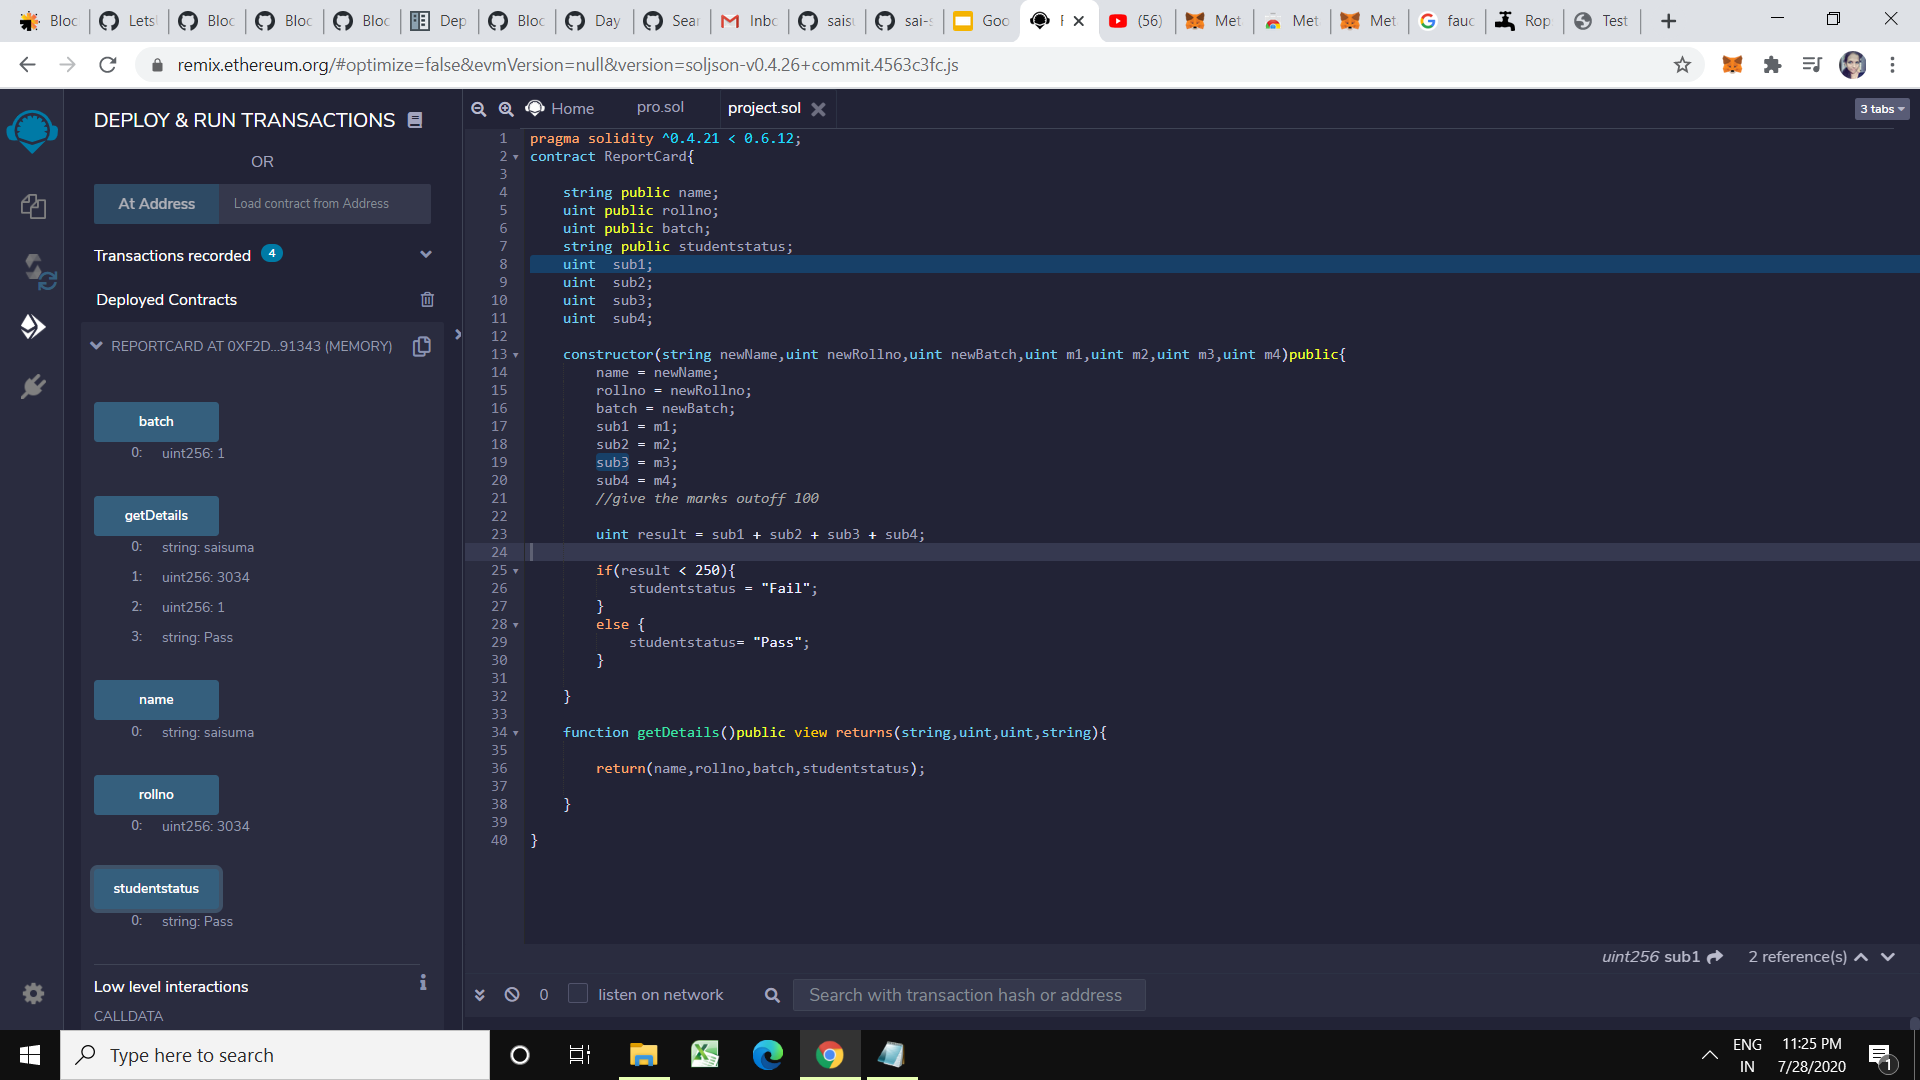 Bloc
Lets
Bloc
Bloc
Bloc
Dep
Bloc
Day
Sear
Inbo
saisu
sai-s
Goo
(56)
Met
Met
Met
fauc
Rop
Test
remix.ethereum.org/#optimize=false&evmVersion=null&version=soljson-v0.4.26+commit.4563c3fc.js
DEPLOY & RUN TRANSACTIONS
OR
At Address
Load contract from Address
Transactions recorded 4
Deployed Contracts
REPORTCARD AT 0XF2D...91343 (MEMORY)
batch
0: uint256: 1
getDetails
0: string: saisuma
1: uint256: 3034
2: uint256: 1
3: string: Pass
name
0: string: saisuma
rollno
0: uint256: 3034
studentstatus
0: string: Pass
Low level interactions
CALLDATA
Home
pro.sol
project.sol
3 tabs
1 pragma solidity ^0.4.21 < 0.6.12;
2 contract ReportCard{
3
4 string public name;
5 uint public rollno;
6 uint public batch;
7 string public studentstatus;
8 uint  sub1;
9 uint  sub2;
10 uint  sub3;
11 uint  sub4;
12
13 constructor(string newName,uint newRollno,uint newBatch,uint m1,uint m2,uint m3,uint m4)public{
14 name = newName;
15 rollno = newRollno;
16 batch = newBatch;
17 sub1 = m1;
18 sub2 = m2;
19 sub3 = m3;
20 sub4 = m4;
21 //give the marks outoff 100
22
23 uint result = sub1 + sub2 + sub3 + sub4;
24
25 if(result < 250){
26 studentstatus = "Fail";
27 }
28 else {
29 studentstatus= "Pass";
30 }
31
32 }
33
34 function getDetails()public view returns(string,uint,uint,string){
35
36 return(name,rollno,batch,studentstatus);
37
38 }
39
40 }
uint256 sub1
2 reference(s)
0
listen on network
Search with transaction hash or address
Type here to search
ENG
IN
11:25 PM
7/28/2020
1